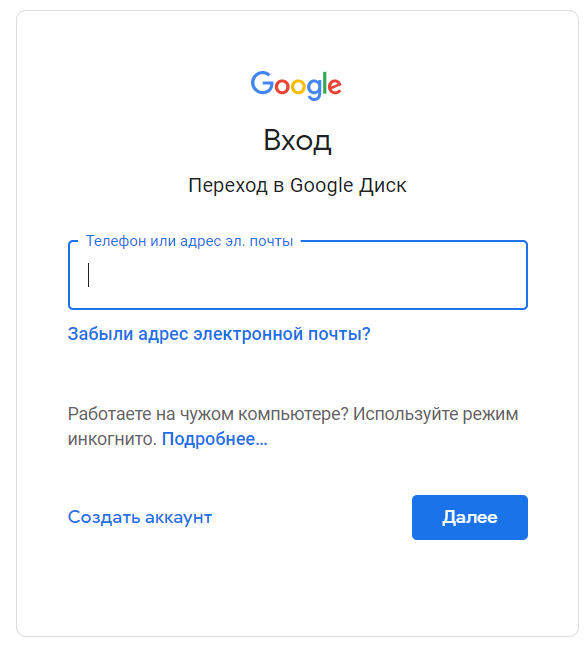 Google
Вход
Переход в Google Диск
Телефон или адрес эл. почты
Забыли адрес электронной почты?
Работаете на чужом компьютере? Используйте режим
инкогнито. Подробнее…
Создать аккаунт
Далее